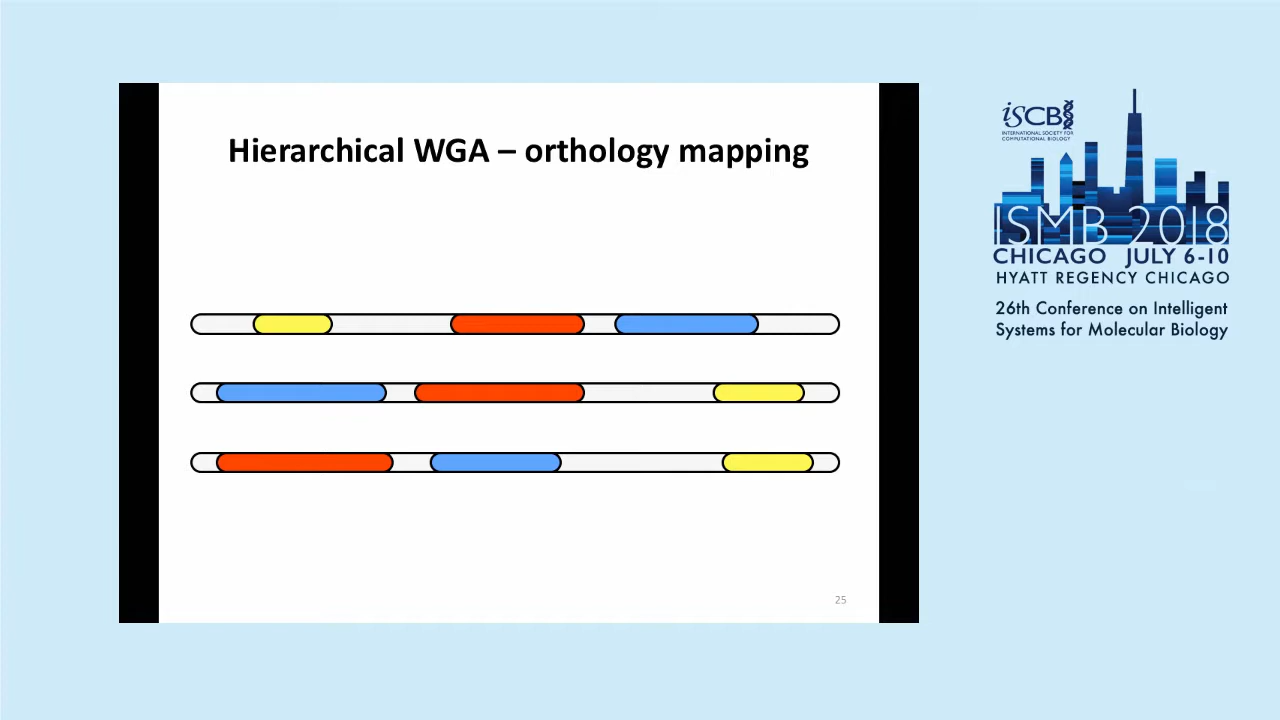 Hierarchical WGA – orthology mapping
25
iSCB
INTERNATIONAL SOCIETY FOR
COMPUTATIONAL BIOLOGY
ISMB 2018
CHICAGO JULY 6-10
HYATT REGENCY CHICAGO
26th Conference on Intelligent
Systems for Molecular Biology